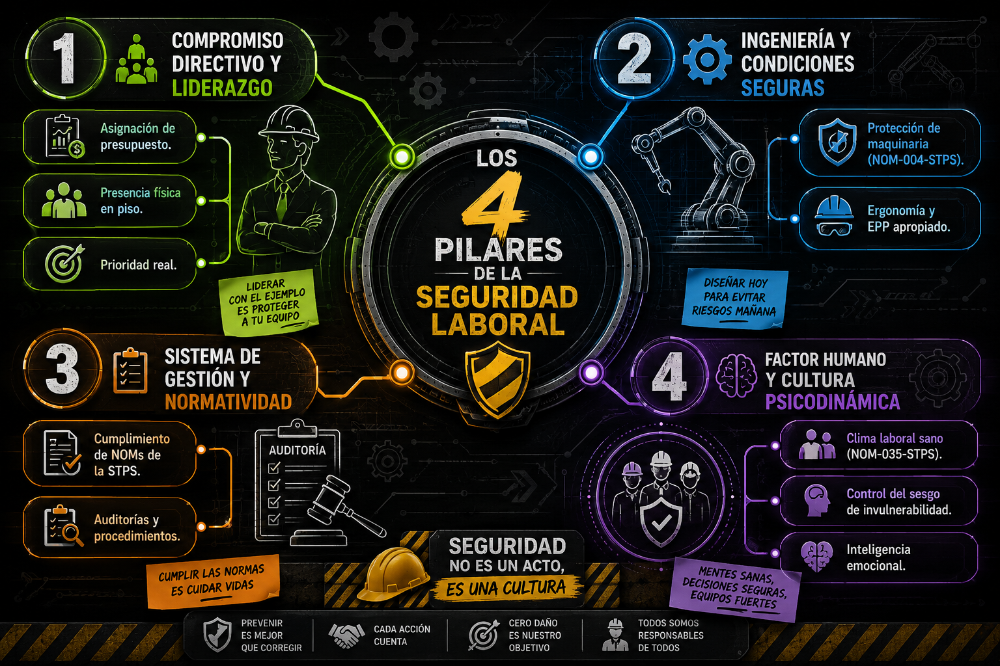 1
COMPROMISO
DIRECTIVO Y
LIDERAZGO
Asignación de
presupuesto.
$
Presencia física
en piso.
Prioridad real.
LIDERAR
CON EL EJEMPLO
ES PROTEGER
A TU EQUIPO
LOS
4
PILARES
DE LA
SEGURIDAD
LABORAL
2
INGENIERÍA Y
CONDICIONES
SEGURAS
Protección de
maquinaria
(NOM-004-STPS).
Ergonomía y
EPP apropiado.
DISEÑAR HOY
PARA EVITAR
RIESGOS MAÑANA
3
SISTEMA DE
GESTIÓN Y
NORMATIVIDAD
Cumplimiento
de NOMs de
la STPS.
Auditorías y
procedimientos.
AUDITORÍA
CUMPLIR LAS NORMAS
ES CUIDAR VIDAS
4
FACTOR HUMANO
Y CULTURA
PSICODINÁMICA
Clima laboral sano
(NOM-035-STPS).
Control del sesgo
de invulnerabilidad.
Inteligencia
emocional.
MENTES SANAS,
DECISIONES SEGURAS,
EQUIPOS FUERTES
SEGURIDAD
NO ES UN ACTO,
ES UNA CULTURA
PREVENIR
ES MEJOR
QUE CORREGIR
CADA ACCIÓN
CUENTA
CERO DAÑO
ES NUESTRO
OBJETIVO
TODOS SOMOS
RESPONSABLES
DE TODOS